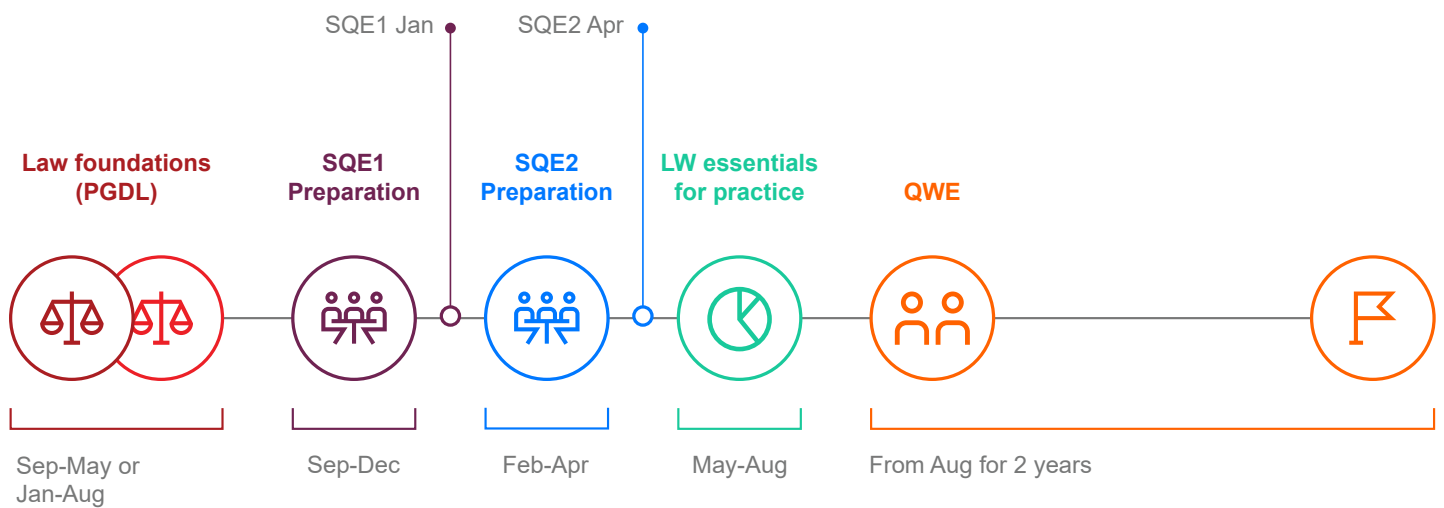 SQE1 Jan
SQE2 Apr
Law foundations
(PGDL)
SQE1
Preparation
SQE2
Preparation
LW essentials
for practice
QWE
Sep-May or
Jan-Aug
Sep-Dec
Feb-Apr
May-Aug
From Aug for 2 years